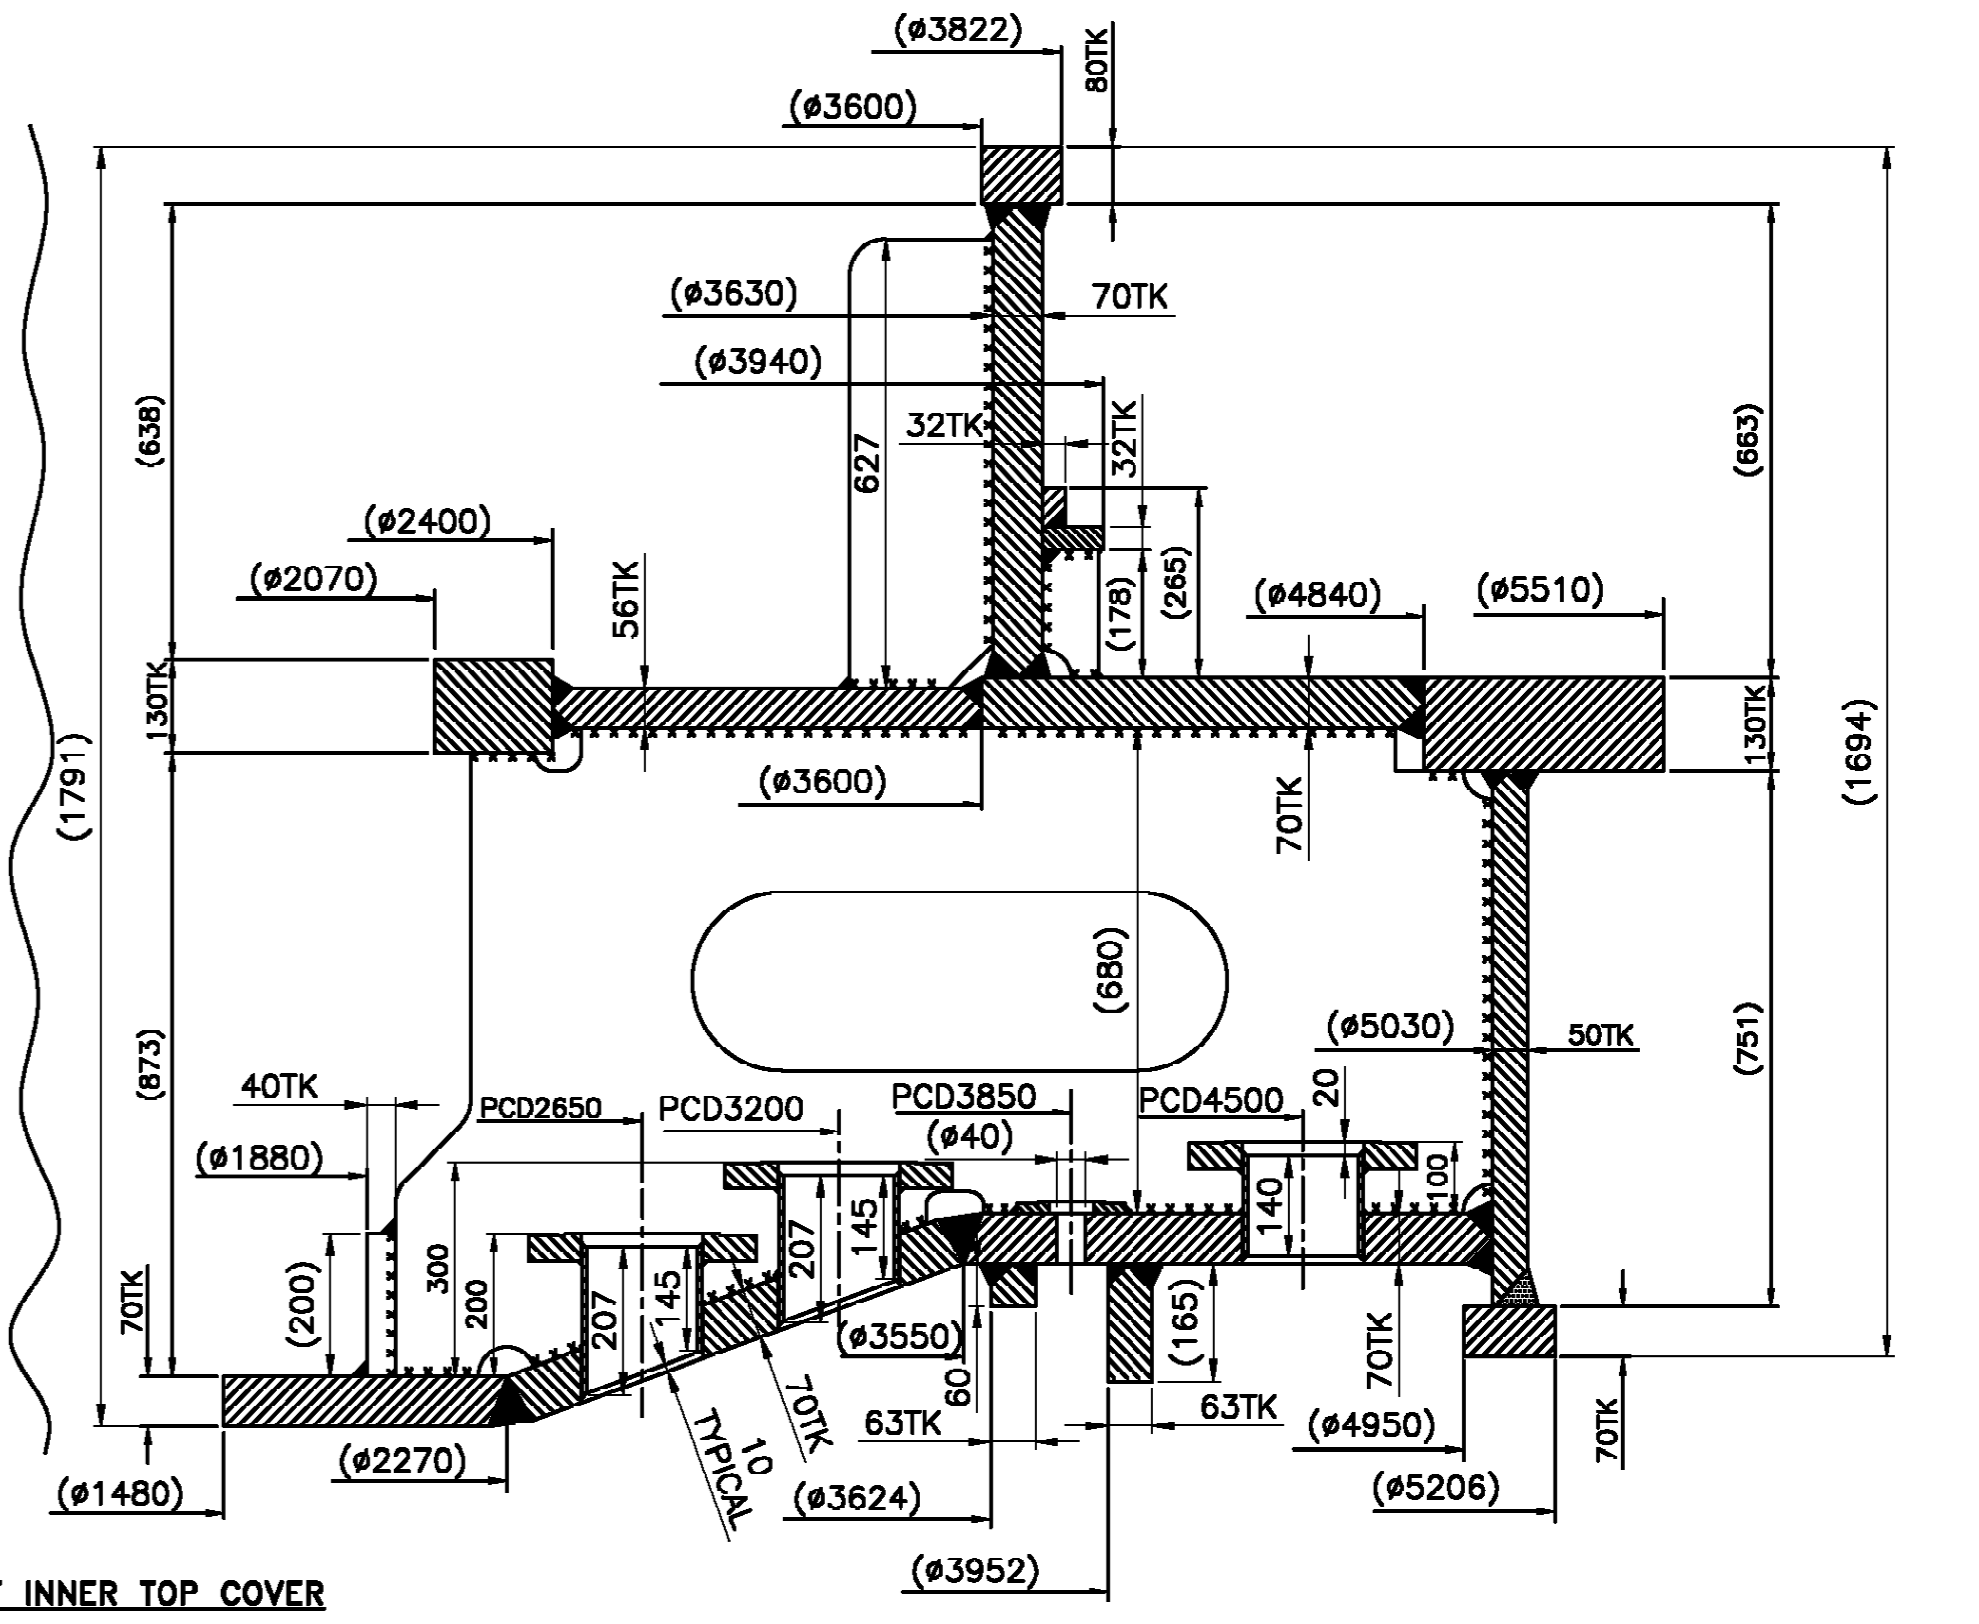 (ø3822)
80TK
(ø3600)
(ø3630)
70TK
(ø3940)
(638)
627
32TK
32TK
(663)
(ø2400)
(ø2070)
56TK
(178)
(265)
(ø4840)
(ø5510)
130TK
(1791)
(ø3600)
70TK
130TK
(1694)
(680)
(873)
(ø5030)
50TK
(751)
40TK
PCD2650
PCD3200
PCD3850
(ø40)
PCD4500
20
(ø1880)
300
200
(200)
70TK
207
145
207
145
140
100
(ø3550)
60
(165)
70TK
70TK
10
TYPICAL
63TK
63TK
(ø4950)
70TK
(ø2270)
(ø1480)
(ø3624)
(ø5206)
(ø3952)
INNER TOP COVER